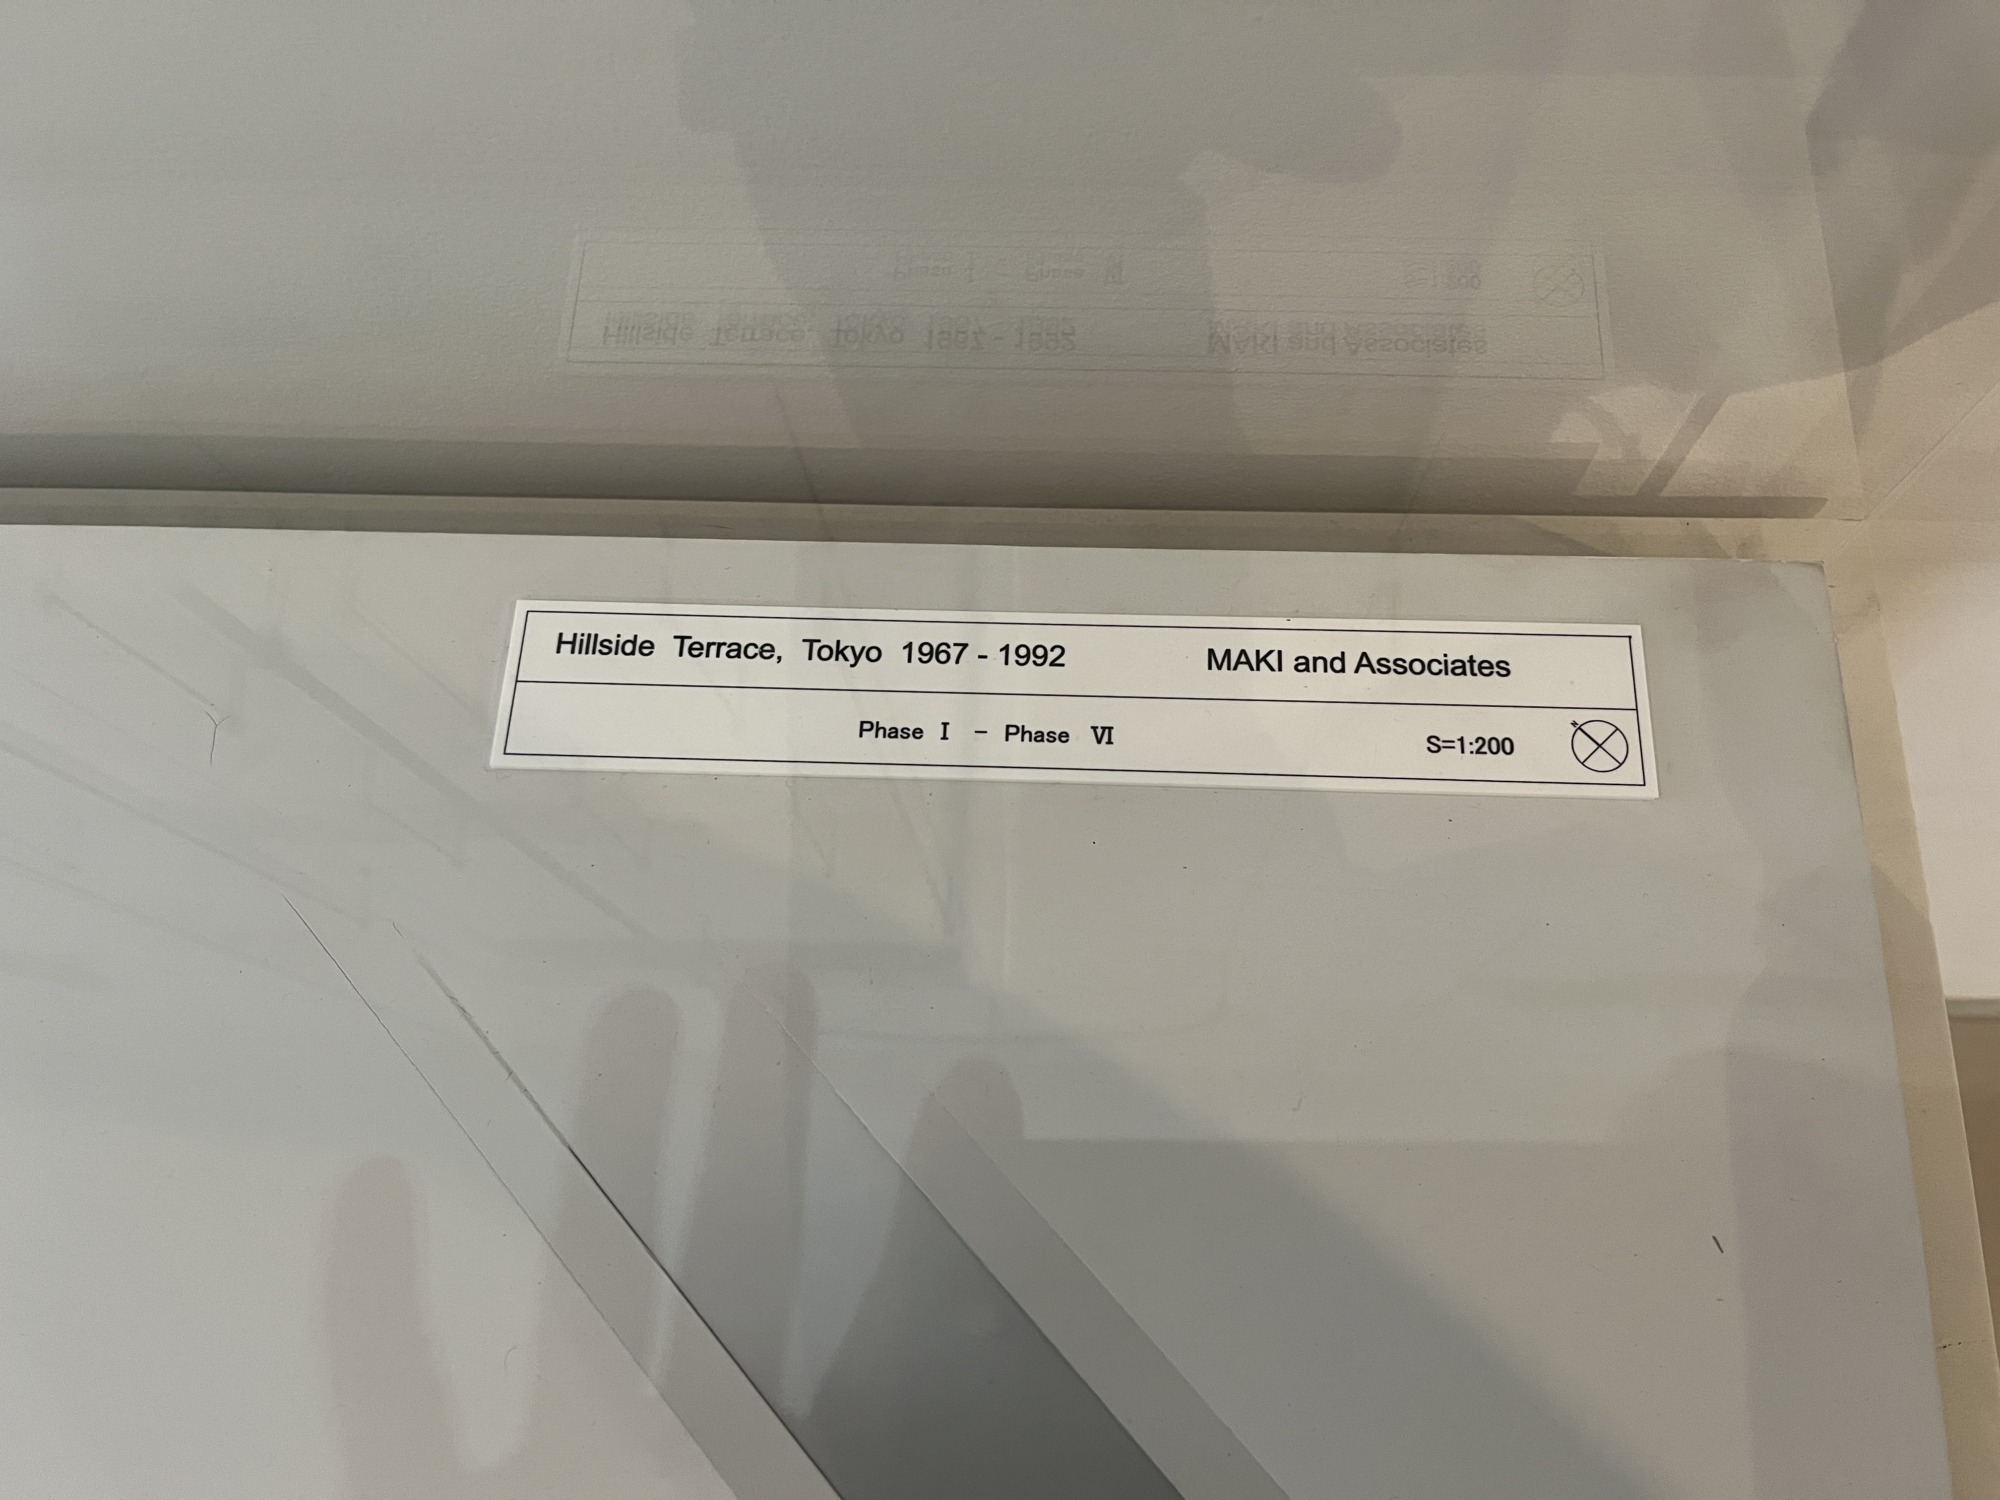 Hillside Terrace, Tokyo 1967 - 1992 MAKI and Associates
Phase Ⅰ - Phase Ⅵ S=1:200 N